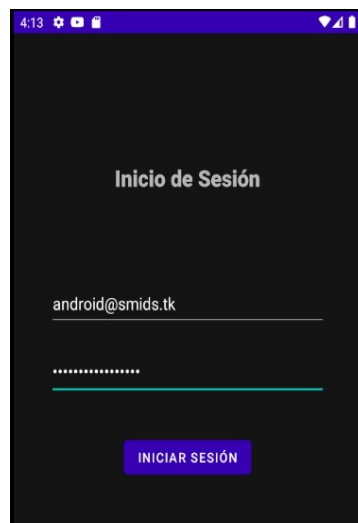 4:13
Inicio de Sesión
android@smids.tk
•••••••••••••••••
INICIAR SESIÓN